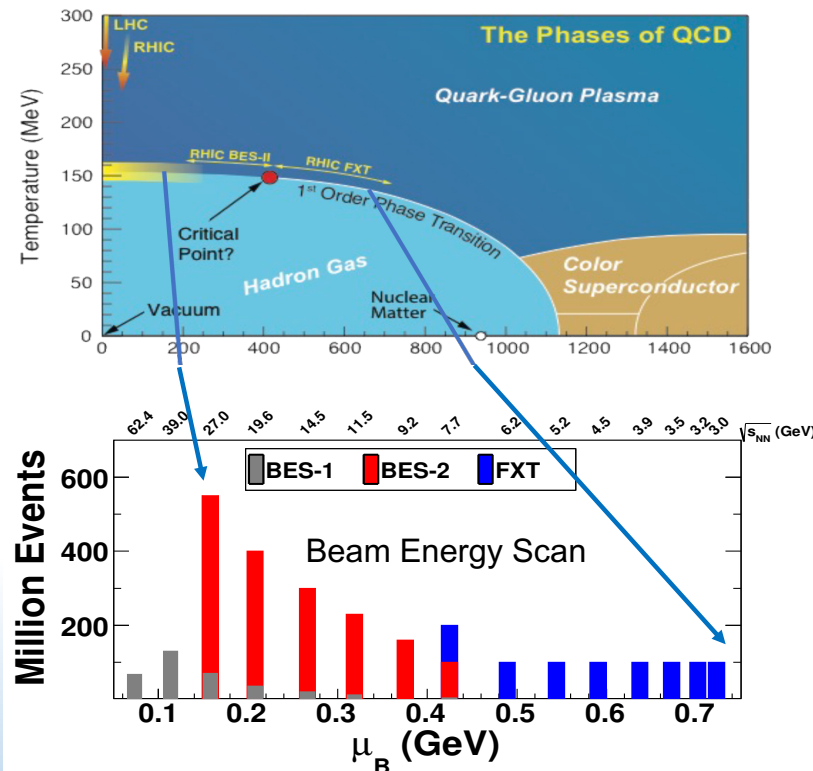 300
LHC
RHIC
The Phases of QCD
250
Quark-Gluon Plasma
200
Temperature (MeV)
RHIC BES-II
RHIC FXT
150
1st Order Phase Transition
Critical
Point?
100
Hadron Gas
Color
Superconductor
50
Vacuum
Nuclear
Matter
0
0 200 400 600 800 1000 1200 1400 1600
62.4 39.0 27.0 19.6 14.5 11.5 9.2 7.7 6.2 5.2 4.5 3.9 3.5 3.2 3.0 √sNN (GeV)
BES-1 BES-2 FXT
600
Beam Energy Scan
Million Events
400
200
0.1 0.2 0.3 0.4 0.5 0.6 0.7
μB (GeV)